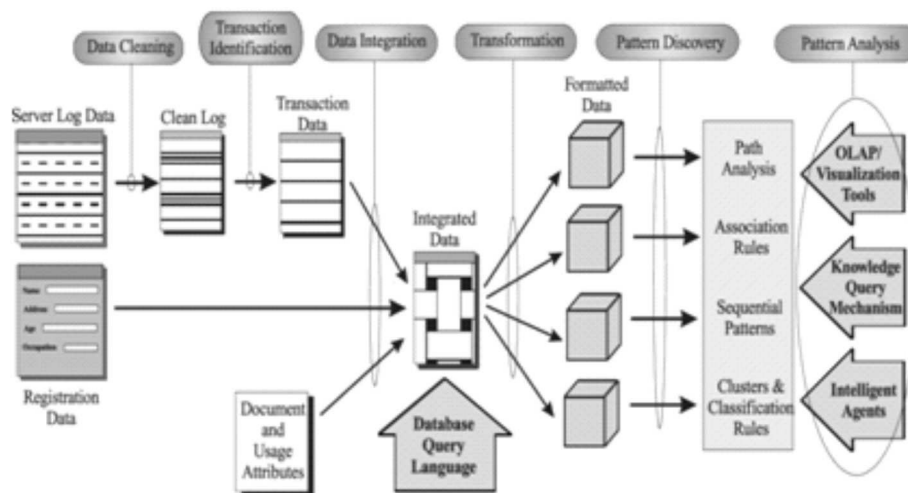 Data Cleaning
Transaction
Identification
Data Integration
Transformation
Pattern Discovery
Pattern Analysis
Server Log Data
Clean Log
Transaction
Data
Formatted
Data
Integrated
Data
Path
Analysis
Association
Rules
Sequential
Patterns
Clusters &
Classification
Rules
OLAP/
Visualization
Tools
Knowledge
Query
Mechanism
Intelligent
Agents
Name
Address
Age
Occupation
Registration
Data
Document
and
Usage
Attributes
Database
Query
Language